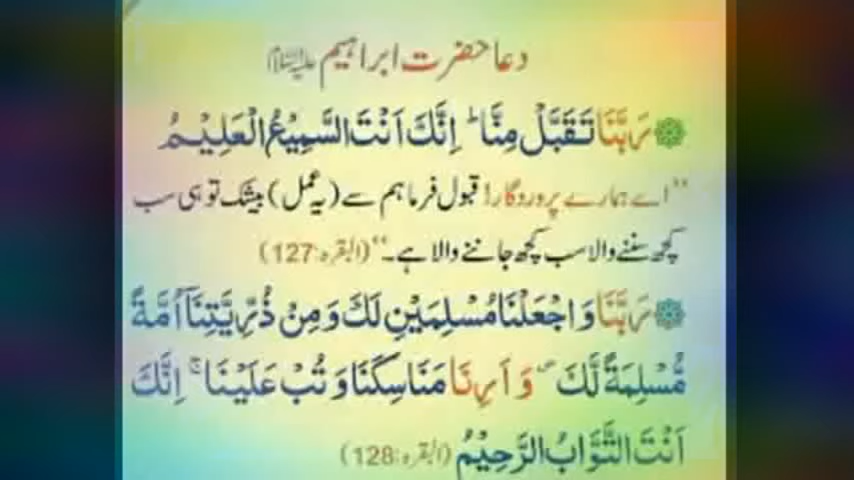 دعا حضرت ابراہیم علیہ السلام
رَبَّنَا تَقَبَّلْ مِنَّا ؕ اِنَّكَ اَنْتَ السَّمِيْعُ الْعَلِيْمُ
"اے ہمارے پروردگار! قبول فرما ہم سے (یہ عمل) بیشک تو ہی سب
کچھ سننے والا سب کچھ جاننے والا ہے۔" (البقرہ:127)
رَبَّنَا وَاجْعَلْنَا مُسْلِمَيْنِ لَكَ وَمِنْ ذُرِّيَّتِنَآ اُمَّةً
مُّسْلِمَةً لَّكَ ۪ وَاَرِنَا مَنَاسِكَنَا وَتُبْ عَلَيْنَا ۚ اِنَّكَ
اَنْتَ التَّوَّابُ الرَّحِيْمُ (البقرہ:128)